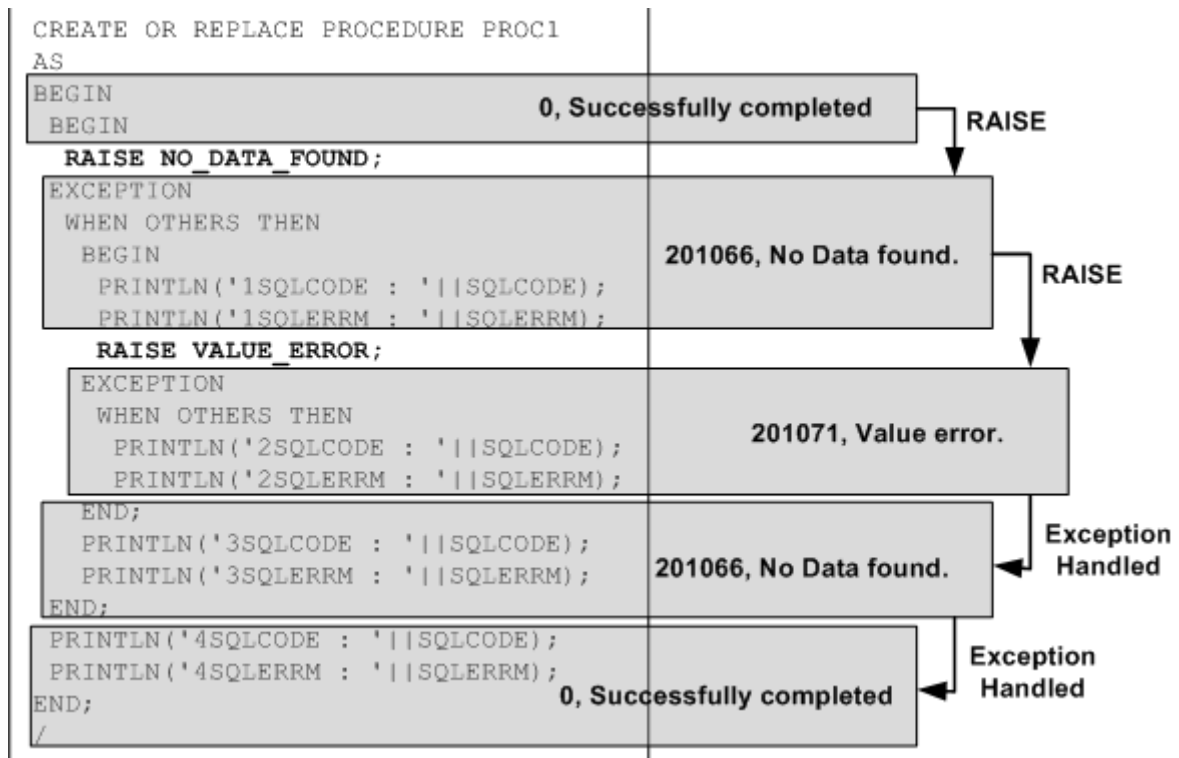 CREATE OR REPLACE PROCEDURE PROC1
AS
BEGIN
0, Successfully completed
BEGIN
RAISE
RAISE NO_DATA_FOUND;
EXCEPTION
WHEN OTHERS THEN
BEGIN
201066, No Data found.
RAISE
PRINTLN('1SQLCODE : '||SQLCODE);
PRINTLN('1SQLERRM : '||SQLERRM);
RAISE VALUE_ERROR;
EXCEPTION
WHEN OTHERS THEN
201071, Value error.
PRINTLN('2SQLCODE : '||SQLCODE);
PRINTLN('2SQLERRM : '||SQLERRM);
END;
Exception
Handled
PRINTLN('3SQLCODE : '||SQLCODE);
PRINTLN('3SQLERRM : '||SQLERRM);
201066, No Data found.
END;
PRINTLN('4SQLCODE : '||SQLCODE);
PRINTLN('4SQLERRM : '||SQLERRM);
Exception
Handled
END;
0, Successfully completed
/